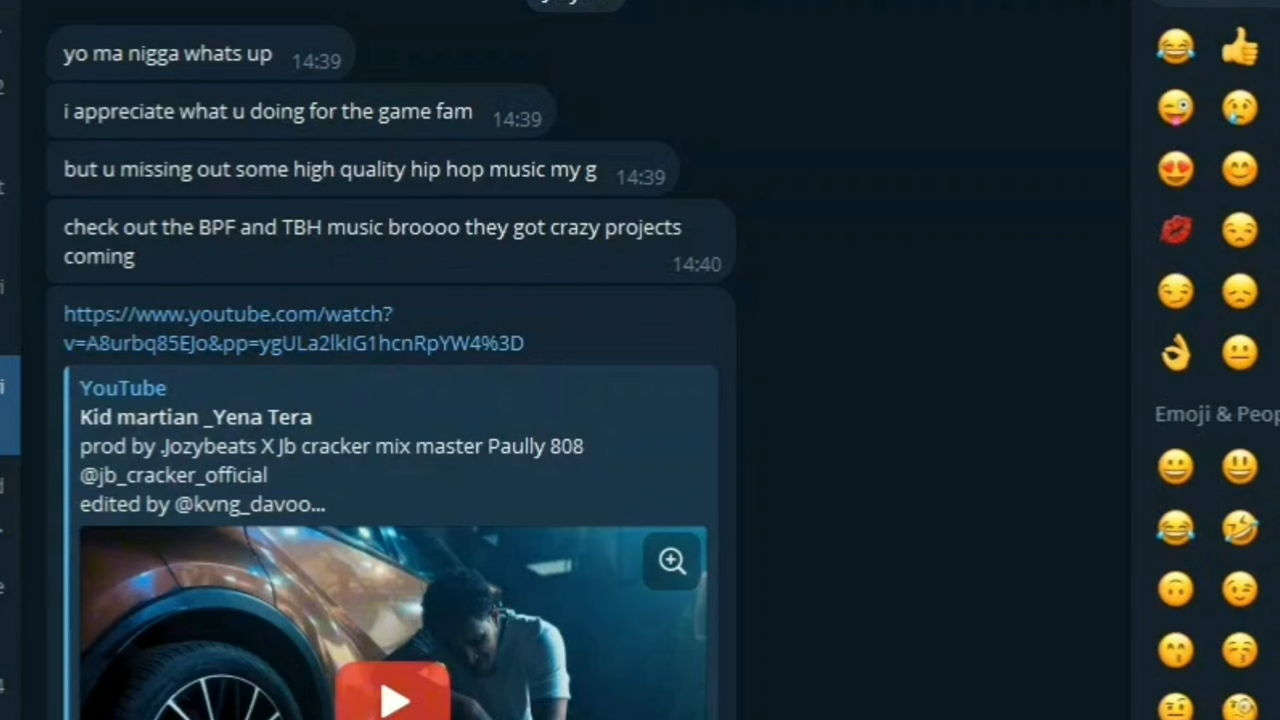 yo ma nigga whats up 14:39
i appreciate what u doing for the game fam 14:39
but u missing out some high quality hip hop music my g 14:39
check out the BPF and TBH music broooo they got crazy projects
coming 14:40
https://www.youtube.com/watch?
v=A8urbq85EJo&pp=ygULa2lkIG1hcnRpYW4%3D
YouTube
Kid martian _Yena Tera
prod by .Jozybeats X Jb cracker mix master Paully 808
@jb_cracker_official
edited by @kvng_davoo...
Emoji & Peop